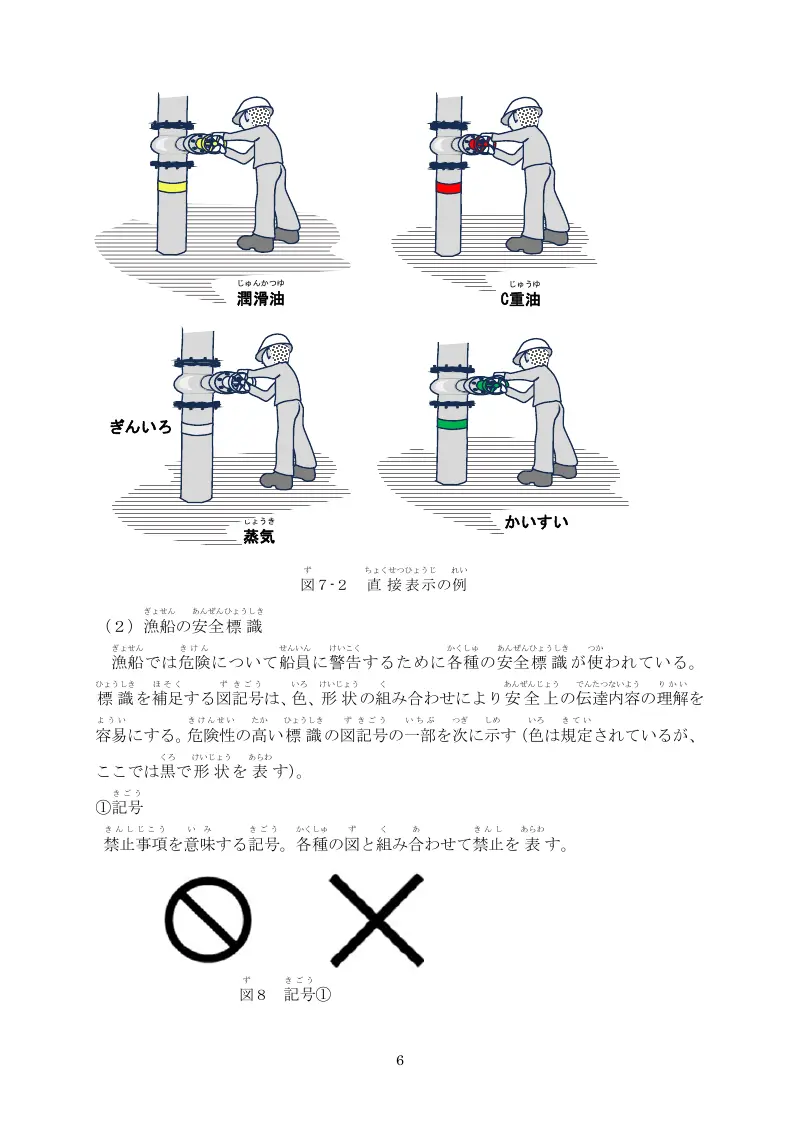 じゅんかつゆ
潤滑油
じゅうゆ
C重油
ぎんいろ
しょうき
蒸気
かいすい
ず ちょくせつひょうじ れい
図7-2 直接表示の例
ぎょせん あんぜんひょうしき
（２）漁船の安全標識
ぎょせん きけん せんいん けいこく かくしゅ あんぜんひょうしき つか
漁船では危険について船員に警告するために各種の安全標識が使われている。
ひょうしき ほそく ずきごう いろ けいじょう く あんぜんじょう でんたつないよう りかい
標識を補足する図記号は、色、形状の組み合わせにより安全上の伝達内容の理解を
ようい きけんせい たか ひょうしき ずきごう いちぶ つぎ しめ いろ きてい
容易にする。危険性の高い標識の図記号の一部を次に示す（色は規定されているが、
くろ けいじょう あらわ
ここでは黒で形状を表す）。
きごう
①記号
きんしじこう いみ きごう かくしゅ ず く あ きんし あらわ
禁止事項を意味する記号。各種の図と組み合わせて禁止を表す。
ず きごう
図８ 記号①
6